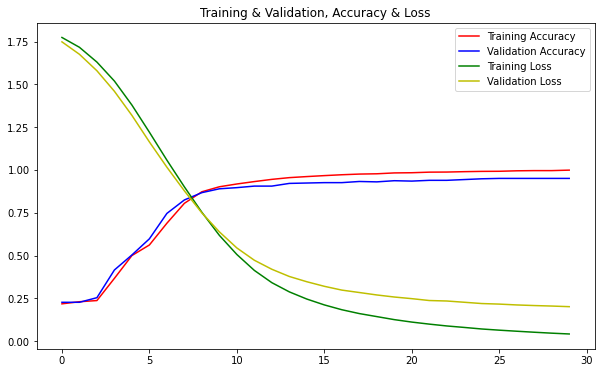 Training & Validation, Accuracy & Loss
Training Accuracy
Validation Accuracy
Training Loss
Validation Loss
1.75
1.50
1.25
1.00
0.75
0.50
0.25
0.00
0 5 10 15 20 25 30